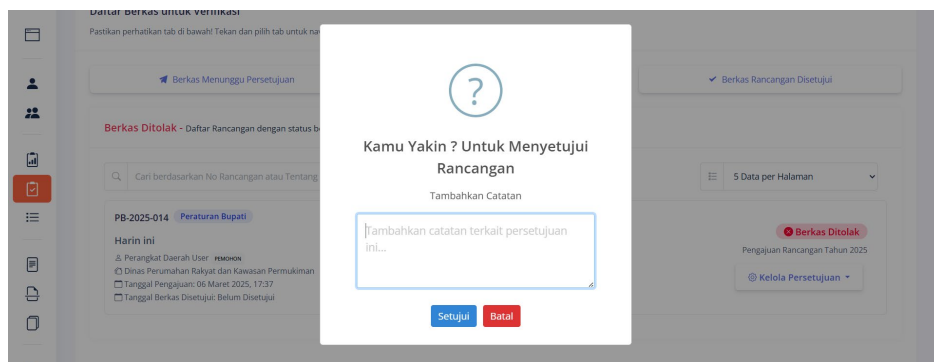 Daftar Berkas untuk Verifikasi
Pastikan perhatikan tab di bawah! Tekan dan pilih tab untuk na
Berkas Menunggu Persetujuan
Berkas Rancangan Disetujui
Berkas Ditolak - Daftar Rancangan dengan status b
Cari berdasarkan No Rancangan atau Tentang
5 Data per Halaman
PB-2025-014 Peraturan Bupati
Harin ini
Perangkat Daerah User PEMOHON
Dinas Perumahan Rakyat dan Kawasan Permukiman
Tanggal Pengajuan: 06 Maret 2025, 17:37
Tanggal Berkas Disetujui: Belum Disetujui
Berkas Ditolak
Pengajuan Rancangan Tahun 2025
Kelola Persetujuan
?
Kamu Yakin ? Untuk Menyetujui
Rancangan
Tambahkan Catatan
Tambahkan catatan terkait persetujuan
ini...
Setujui Batal